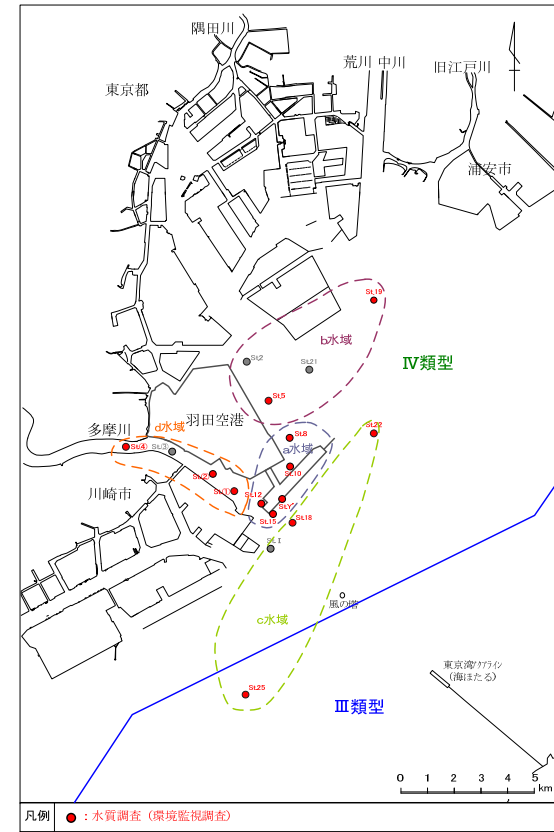 隅田川
荒川 中川
旧江戸川
東京都
浦安市
St.19
b水域
St.2
St.21
Ⅳ類型
St.5
羽田空港
St.22
多摩川
d水域
St.8
a水域
St.④
St.③
St.10
St.②
川崎市
St.①
St.12
St.Y
St.15
St.18
風の塔
c水域
東京湾アクアライン
(海ほたる)
St.25
Ⅲ類型
0 1 2 3 4 5
km
凡例
：水質調査（環境監視調査）